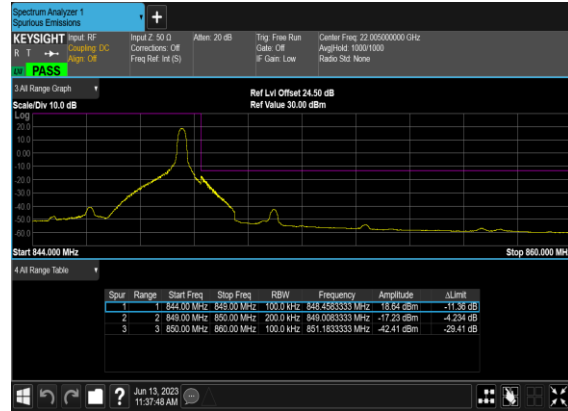 Spectrum Analyzer 1
Spurious Emissions
KEYSIGHT Input: RF
R T Coupling: DC
Align: Off
Input Z: 50 Ω
Corrections: Off
Freq Ref: Int (S)
Atten: 20 dB
Trig: Free Run
Gate: Off
IF Gain: Low
Center Freq: 22.005000000 GHz
Avg|Hold: 1000/1000
Radio Std: None
PASS
3 All Range Graph
Scale/Div 10.0 dB
Ref Lvl Offset 24.50 dB
Ref Value 30.00 dBm
Log
20.0
10.0
0.00
-10.0
-20.0
-30.0
-40.0
-50.0
-60.0
Start 844.000 MHz
Stop 860.000 MH
4 All Range Table
Spur Range Start Freq Stop Freq RBW Frequency Amplitude ΔLimit
1 1 844.00 MHz 849.00 MHz 100.0 kHz 848.4583333 MHz 18.64 dBm -11.36 dB
2 2 849.00 MHz 850.00 MHz 200.0 kHz 849.0083333 MHz -17.23 dBm -4.234 dB
3 3 850.00 MHz 860.00 MHz 100.0 kHz 851.1833333 MHz -42.41 dBm -29.41 dB
?
Jun 13, 2023
11:37:48 AM